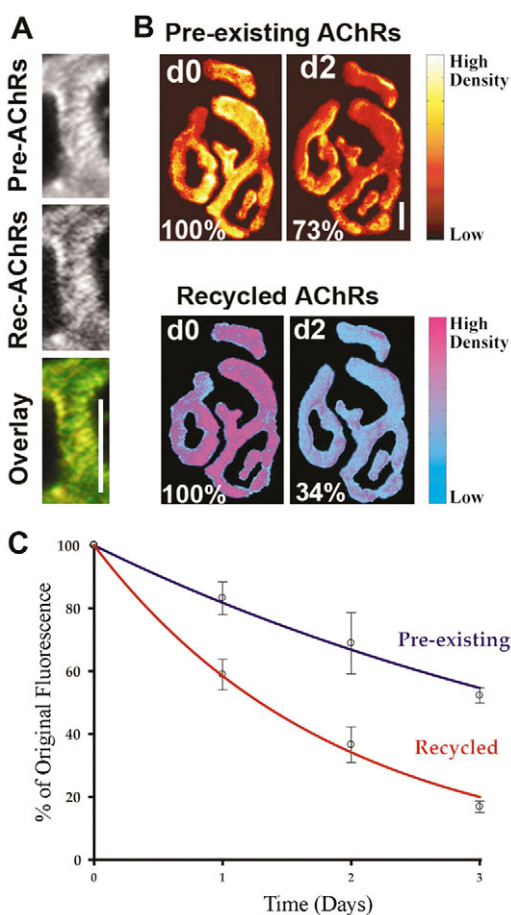 A
Pre-AChRs
Rec-AChRs
Overlay
B
Pre-existing AChRs
d0
100%
d2
73%
High
Density
Low
Recycled AChRs
d0
100%
d2
34%
High
Density
Low
C
% of Original Fluorescence
100
80
60
40
20
0
Pre-existing
Recycled
0
1
2
3
Time (Days)